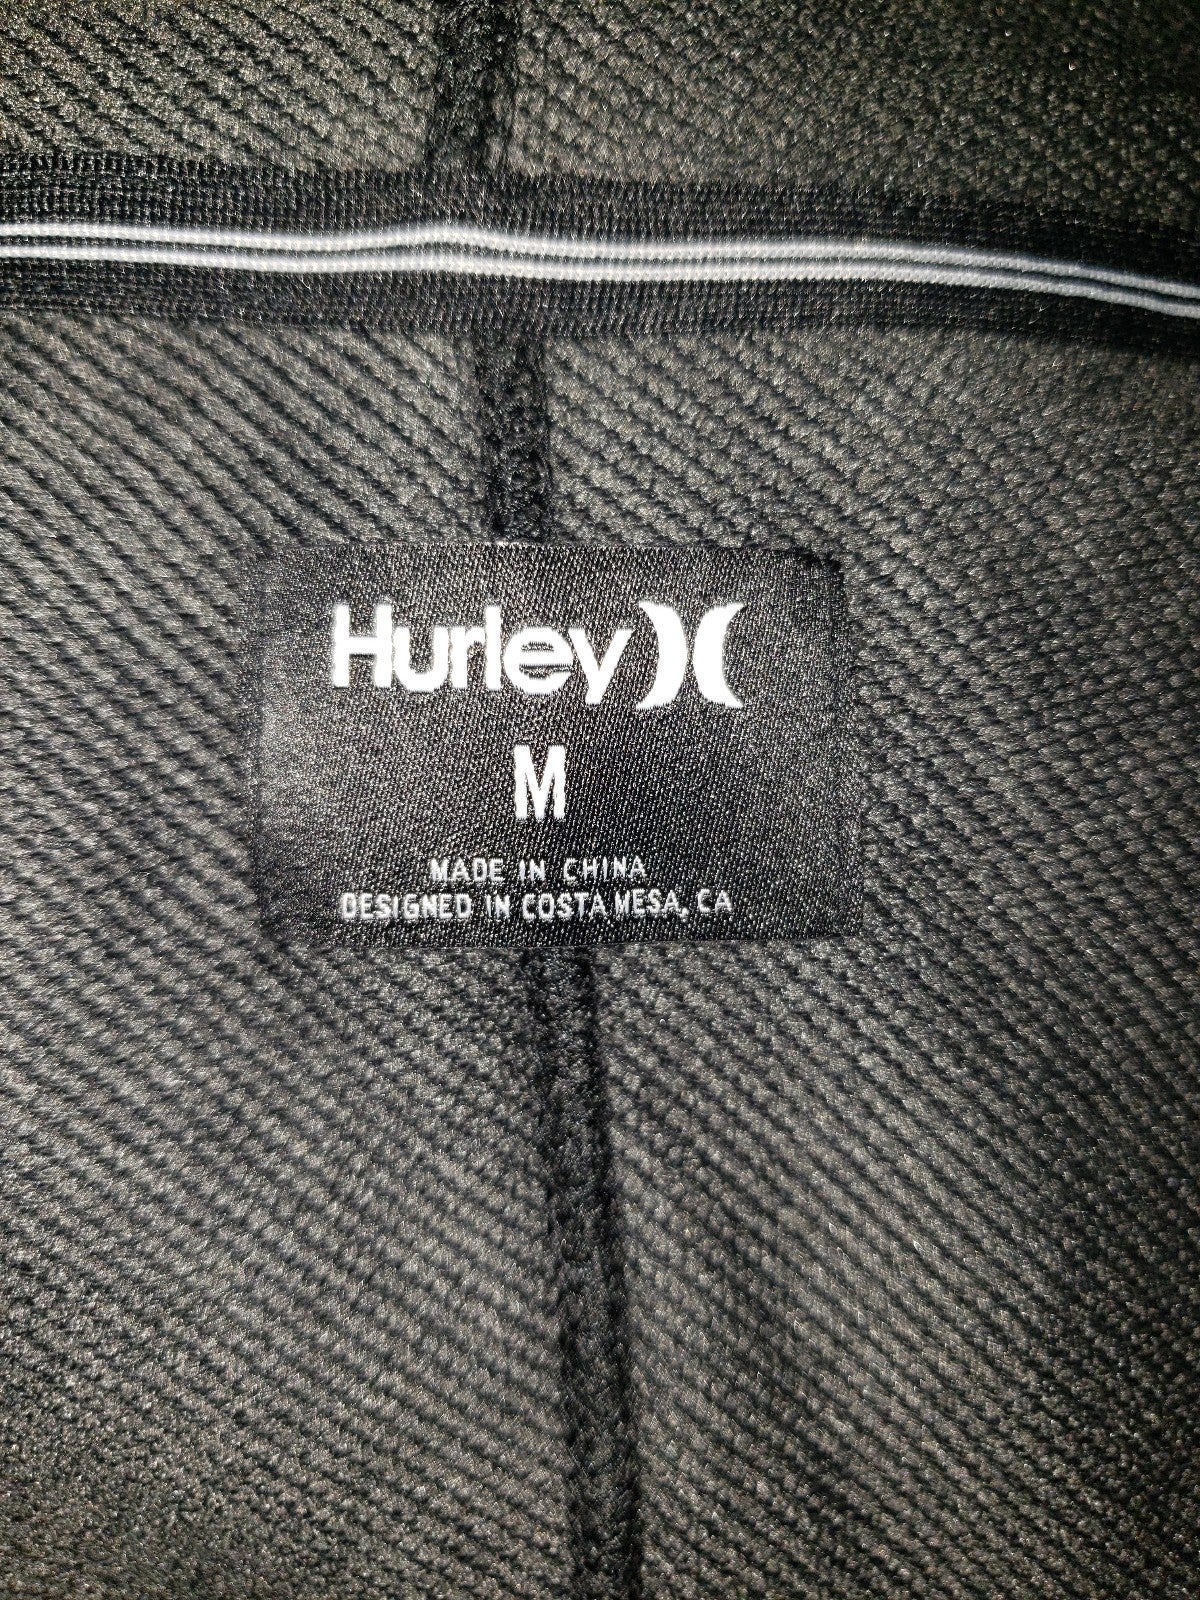 Hurley
M
MADE IN CHINA
DESIGNED IN COSTA MESA, CA